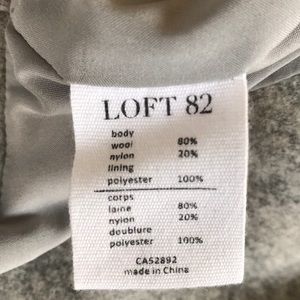 LOFT 82
body
wool 80%
nylon 20%
lining
polyester 100%
corps
laine 80%
nylon 20%
doublure
polyester 100%
CA52892
made in China